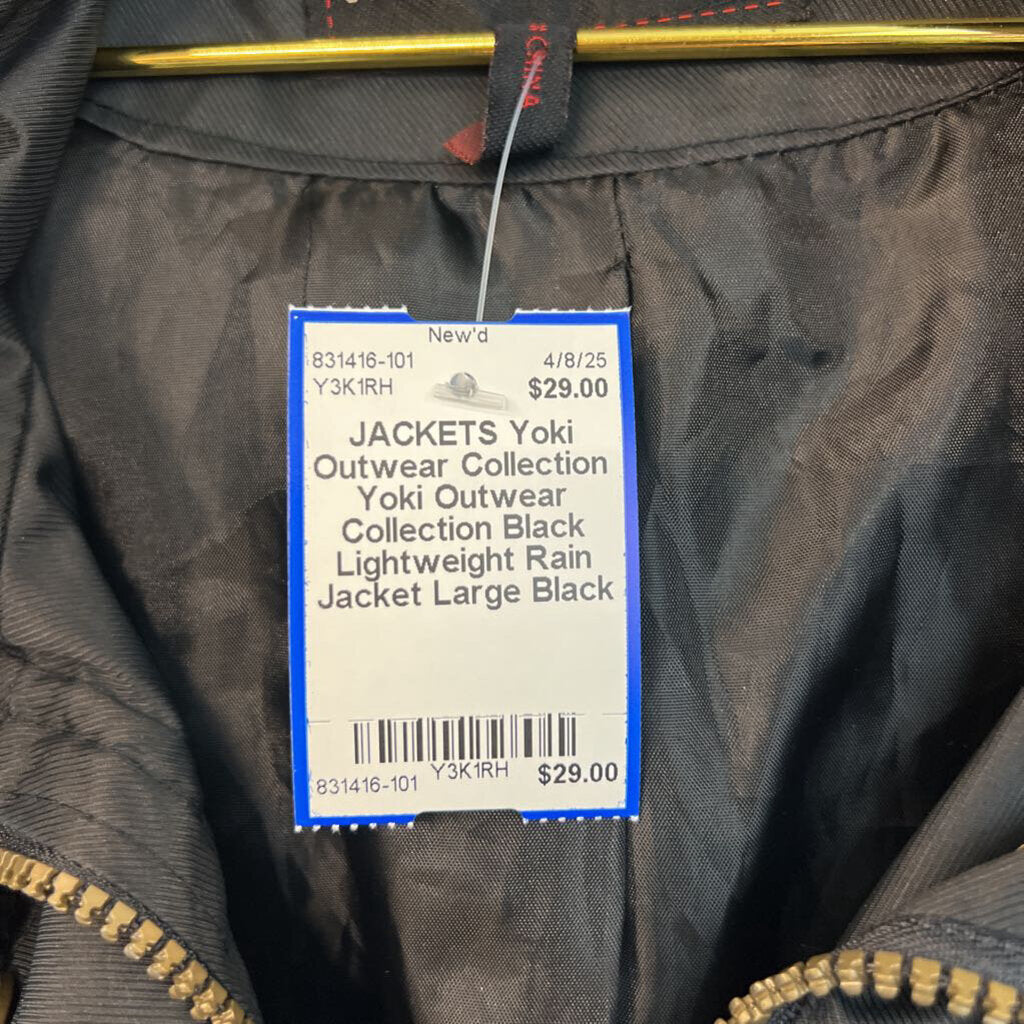 CHINA
New'd
831416-101 4/8/25
Y3K1RH $29.00
JACKETS Yoki
Outwear Collection
Yoki Outwear
Collection Black
Lightweight Rain
Jacket Large Black
831416-101 Y3K1RH $29.00